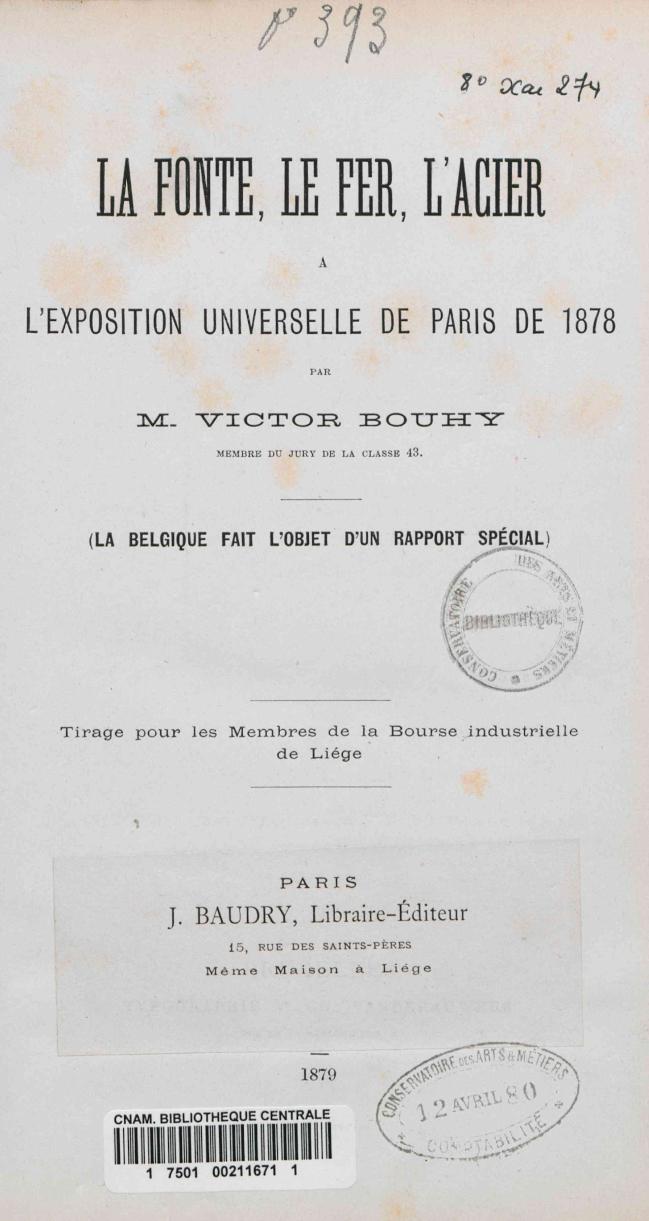 393
8º Xae 274
LA FONTE, LE FER, L'ACIER
A
L'EXPOSITION UNIVERSELLE DE PARIS DE 1878
PAR
M. VICTOR BOUHY
MEMBRE DU JURY DE LA CLASSE 43.
(LA BELGIQUE FAIT L'OBJET D'UN RAPPORT SPÉCIAL)
CONSERVATOIRE DES ARTS ET MÉTIERS
BIBLIOTHÈQUE
Tirage pour les Membres de la Bourse industrielle
de Liége
PARIS
J. BAUDRY, Libraire-Éditeur
15, RUE DES SAINTS-PÈRES
Même Maison à Liége
1879
CONSERVATOIRE DES ARTS & MÉTIERS
12 AVRIL 80
COMPTABILITÉ
CNAM. BIBLIOTHEQUE CENTRALE
1 7501 00211671 1